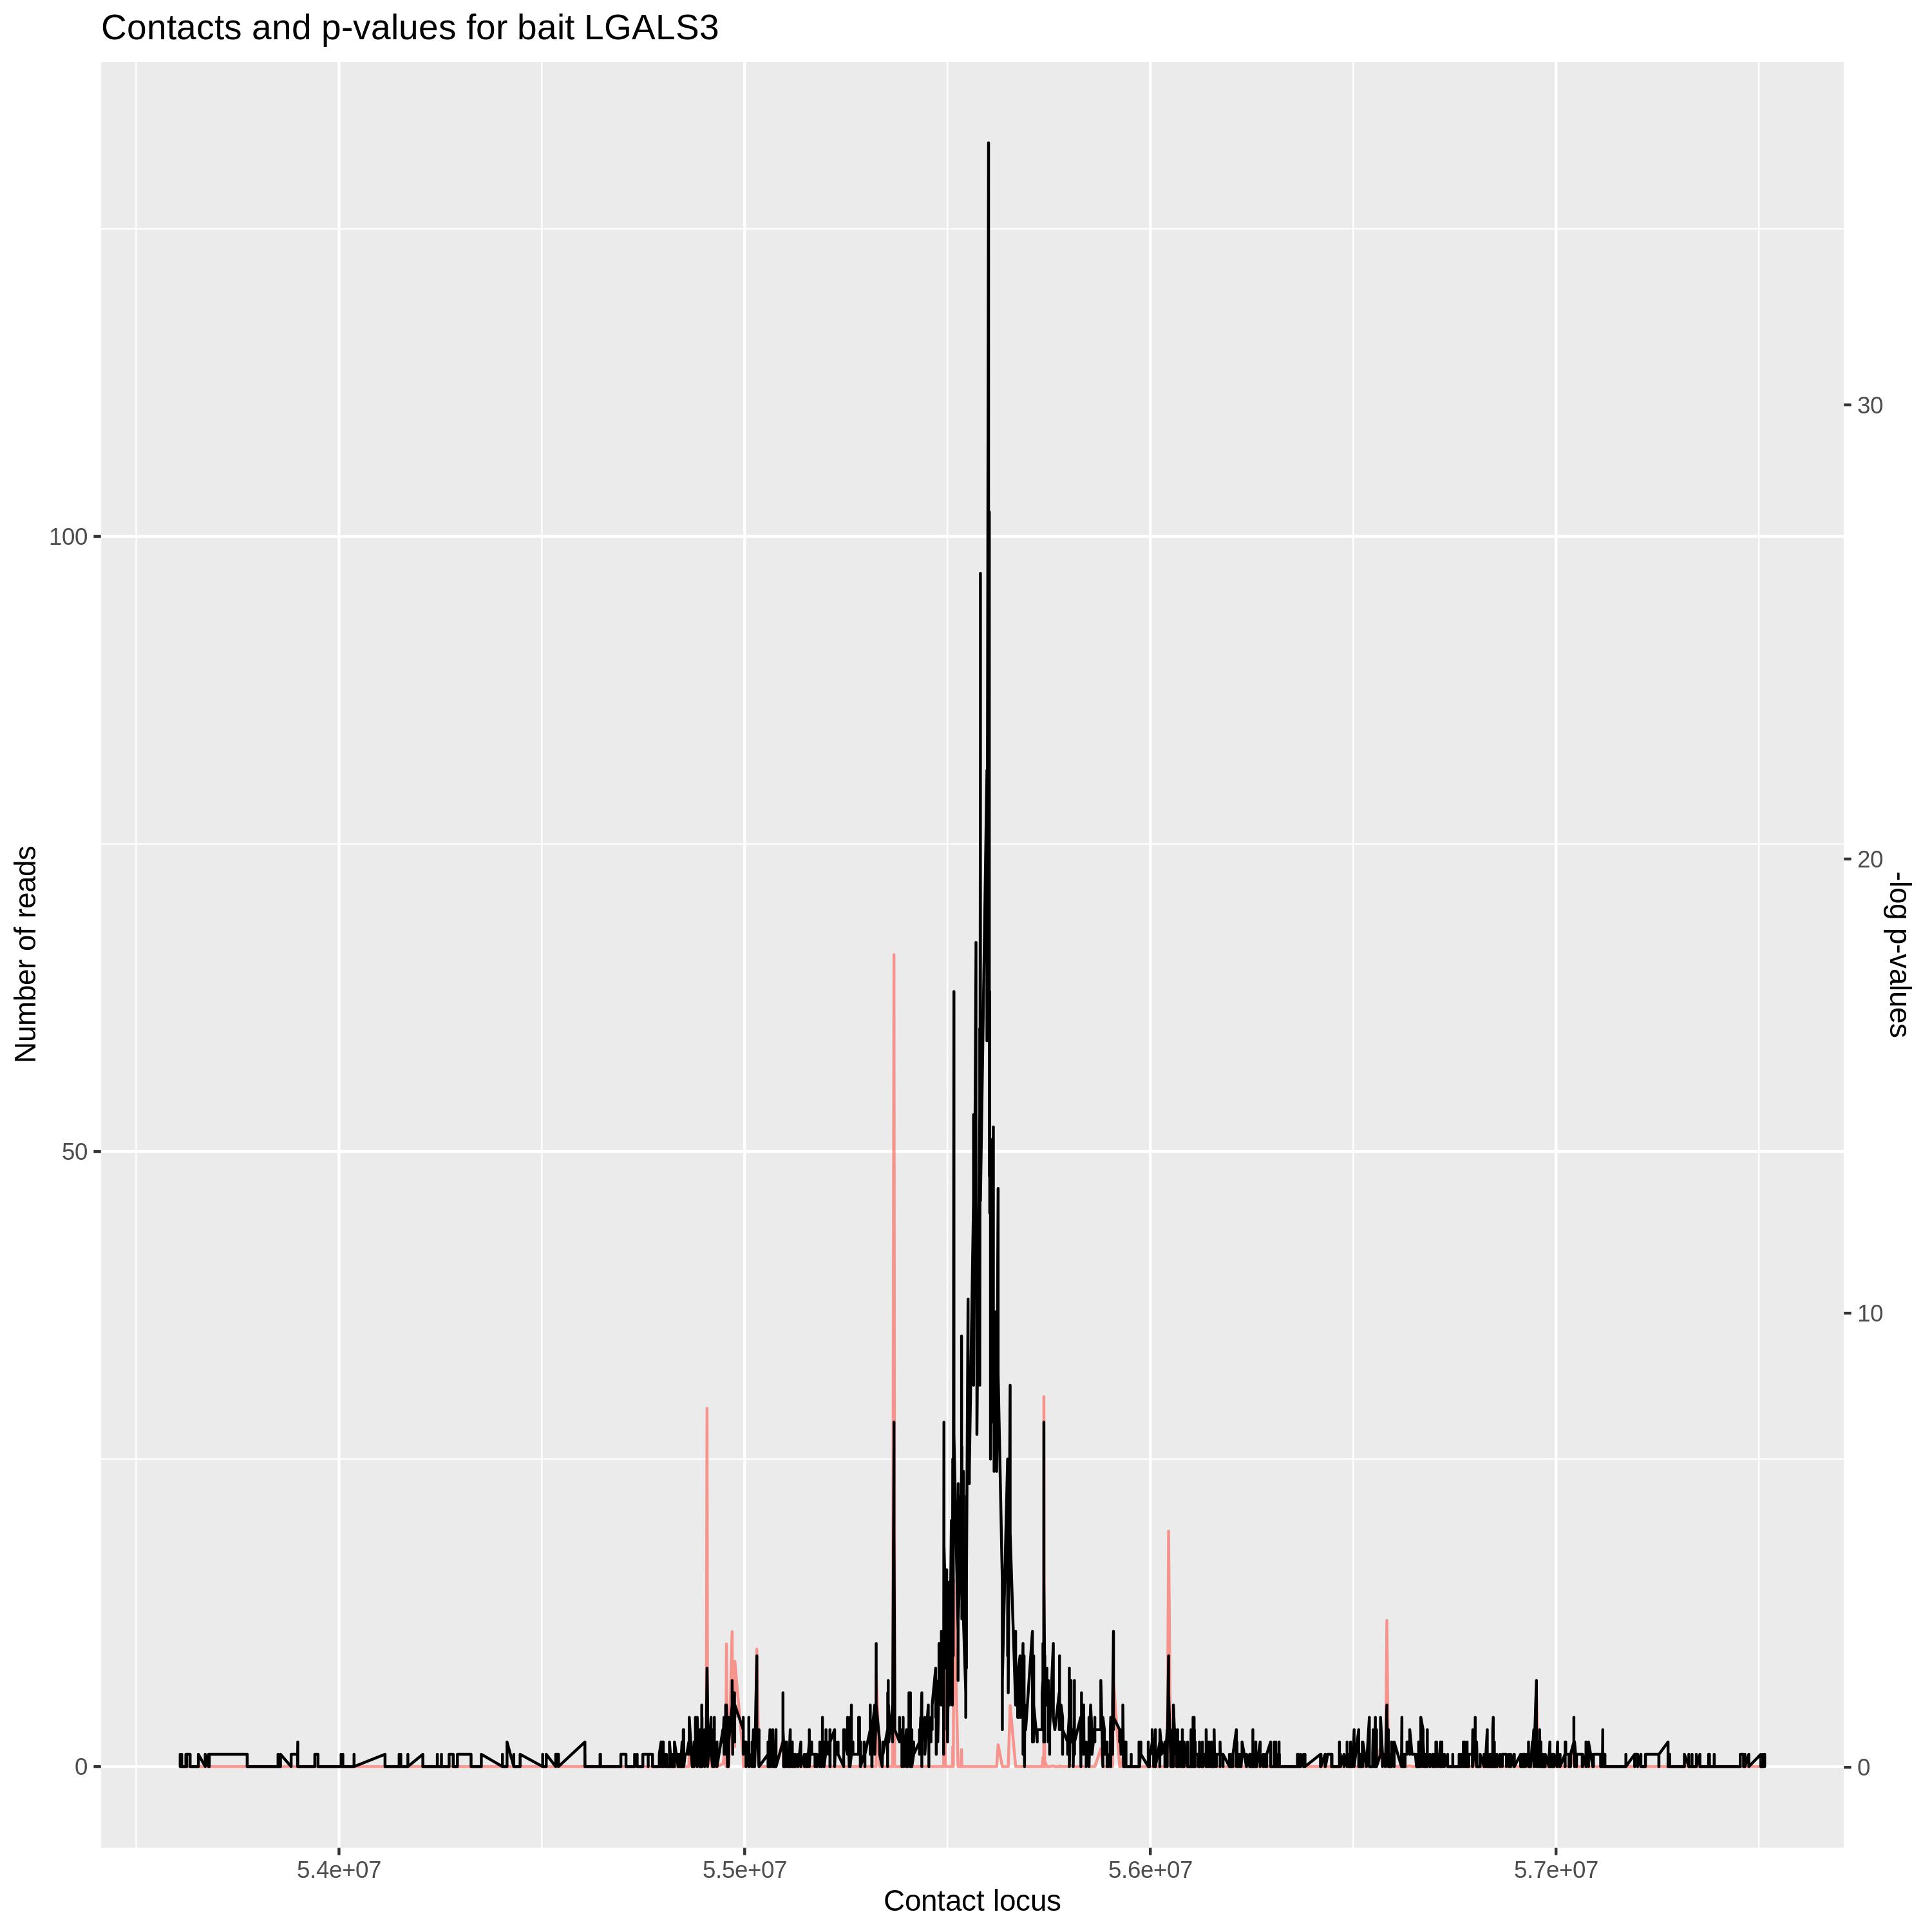 Contacts and p-values for bait LGALS3
Number of reads
100
50
0
30
20
10
0
-log p-values
5.4e+07
5.5e+07
5.6e+07
5.7e+07
Contact locus